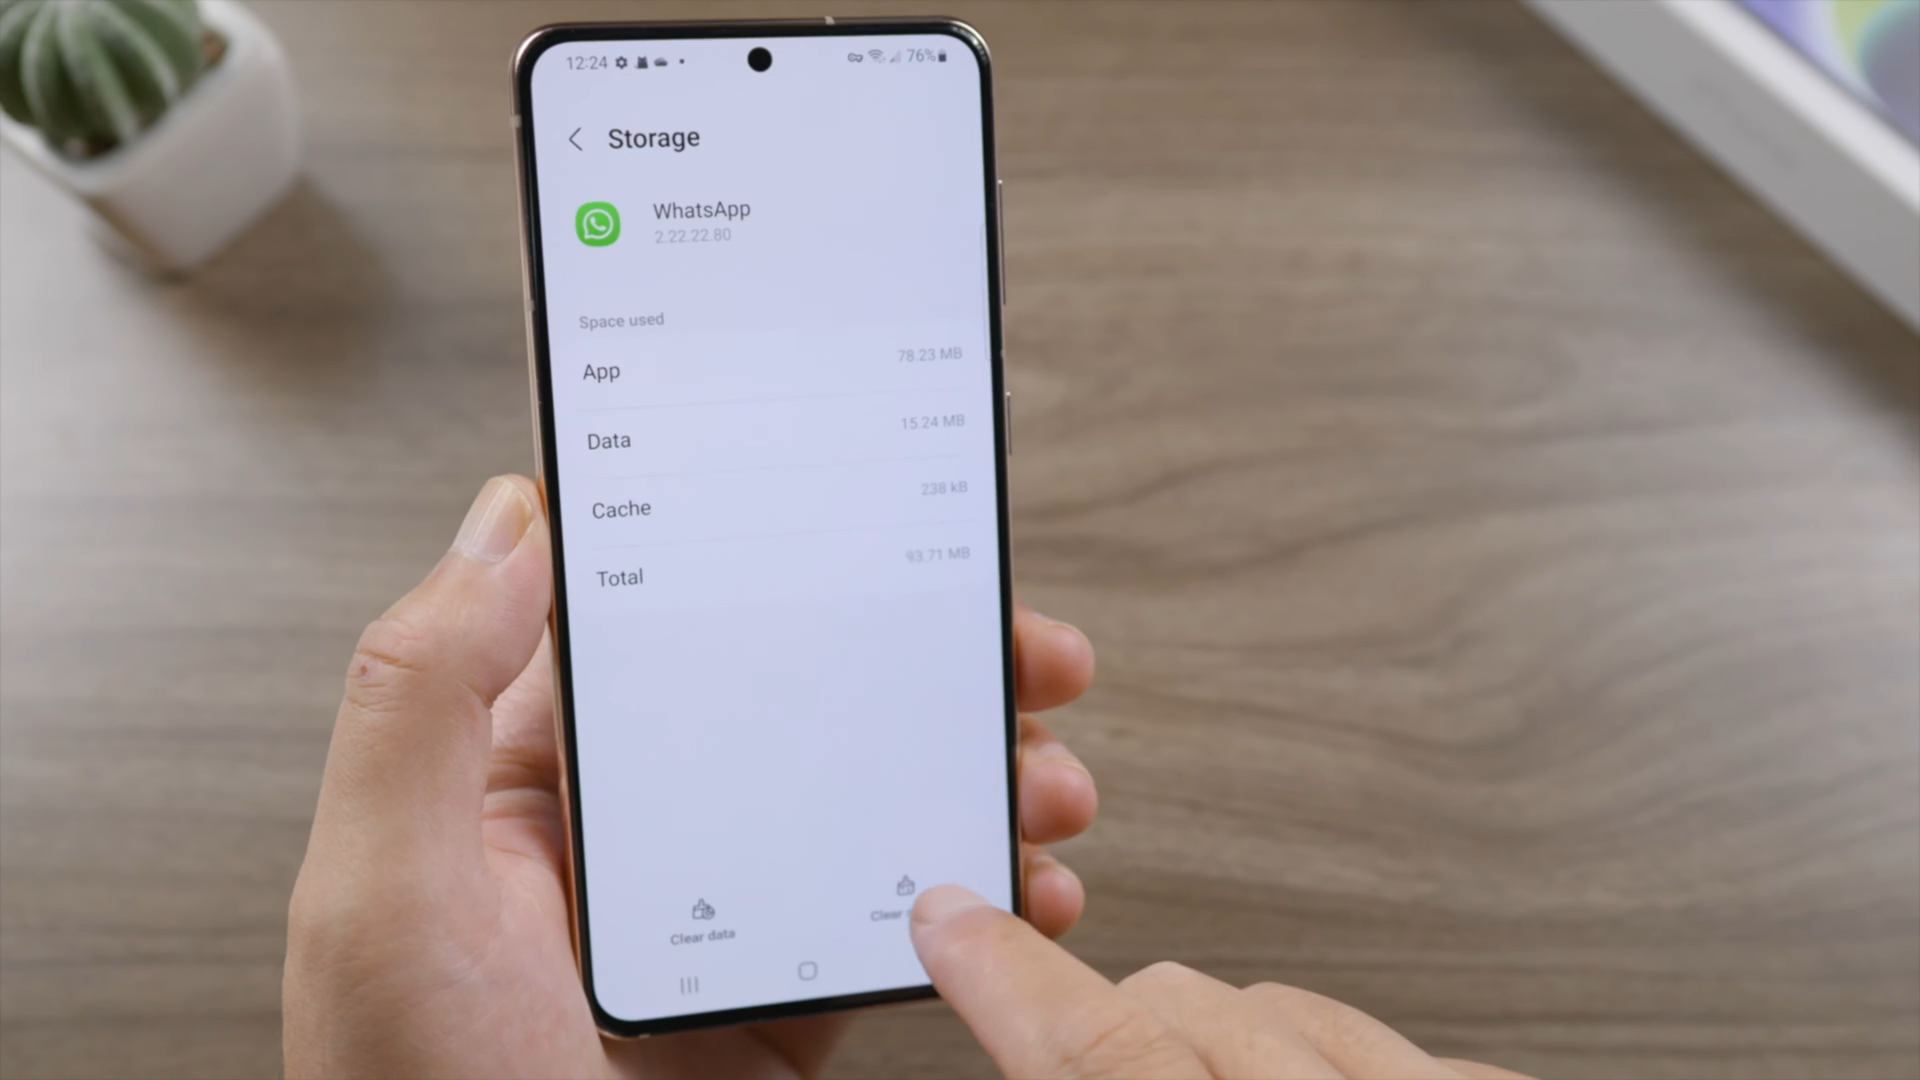 12:24 76%
Storage
WhatsApp
2.22.22.80
Space used
App 78.23 MB
Data 15.24 MB
Cache 238 kB
Total 93.71 MB
Clear data Clear